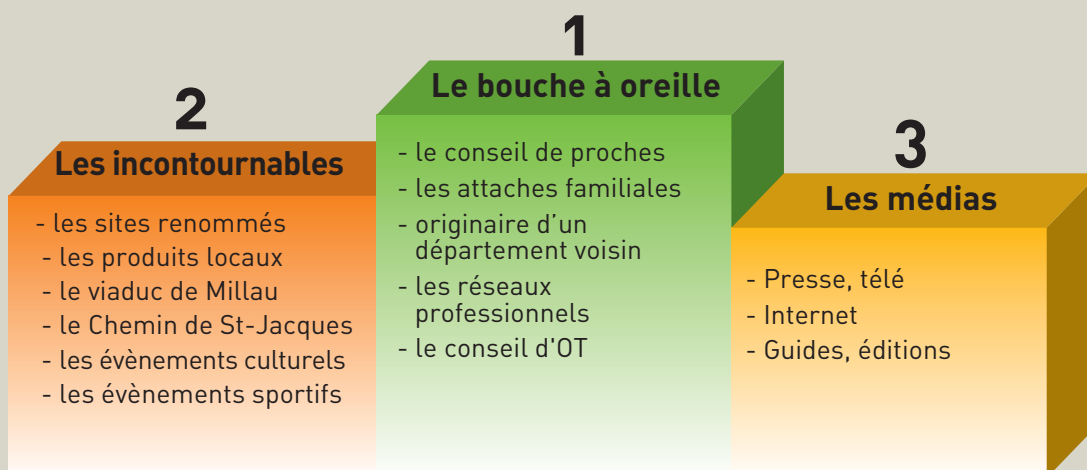 1
Le bouche à oreille
- le conseil de proches
- les attaches familiales
- originaire d’un
département voisin
- les réseaux
professionnels
- le conseil d'OT
2
Les incontournables
- les sites renommés
- les produits locaux
- le viaduc de Millau
- le Chemin de St-Jacques
- les évènements culturels
- les évènements sportifs
3
Les médias
- Presse, télé
- Internet
- Guides, éditions